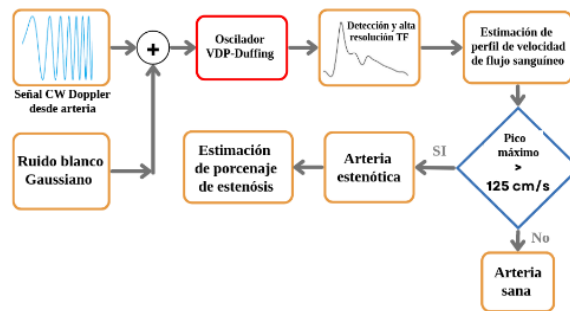 Señal CW Doppler
desde arteria
+
Oscilador
VDP-Duffing
Detección y alta
resolución TF
Estimación de
perfil de velocidad
de flujo sanguíneo
Ruido blanco
Gaussiano
Estimación
de porcenaje
de estenósis
Arteria
estenótica
SI
Pico
máximo
>
125 cm/s
No
Arteria
sana